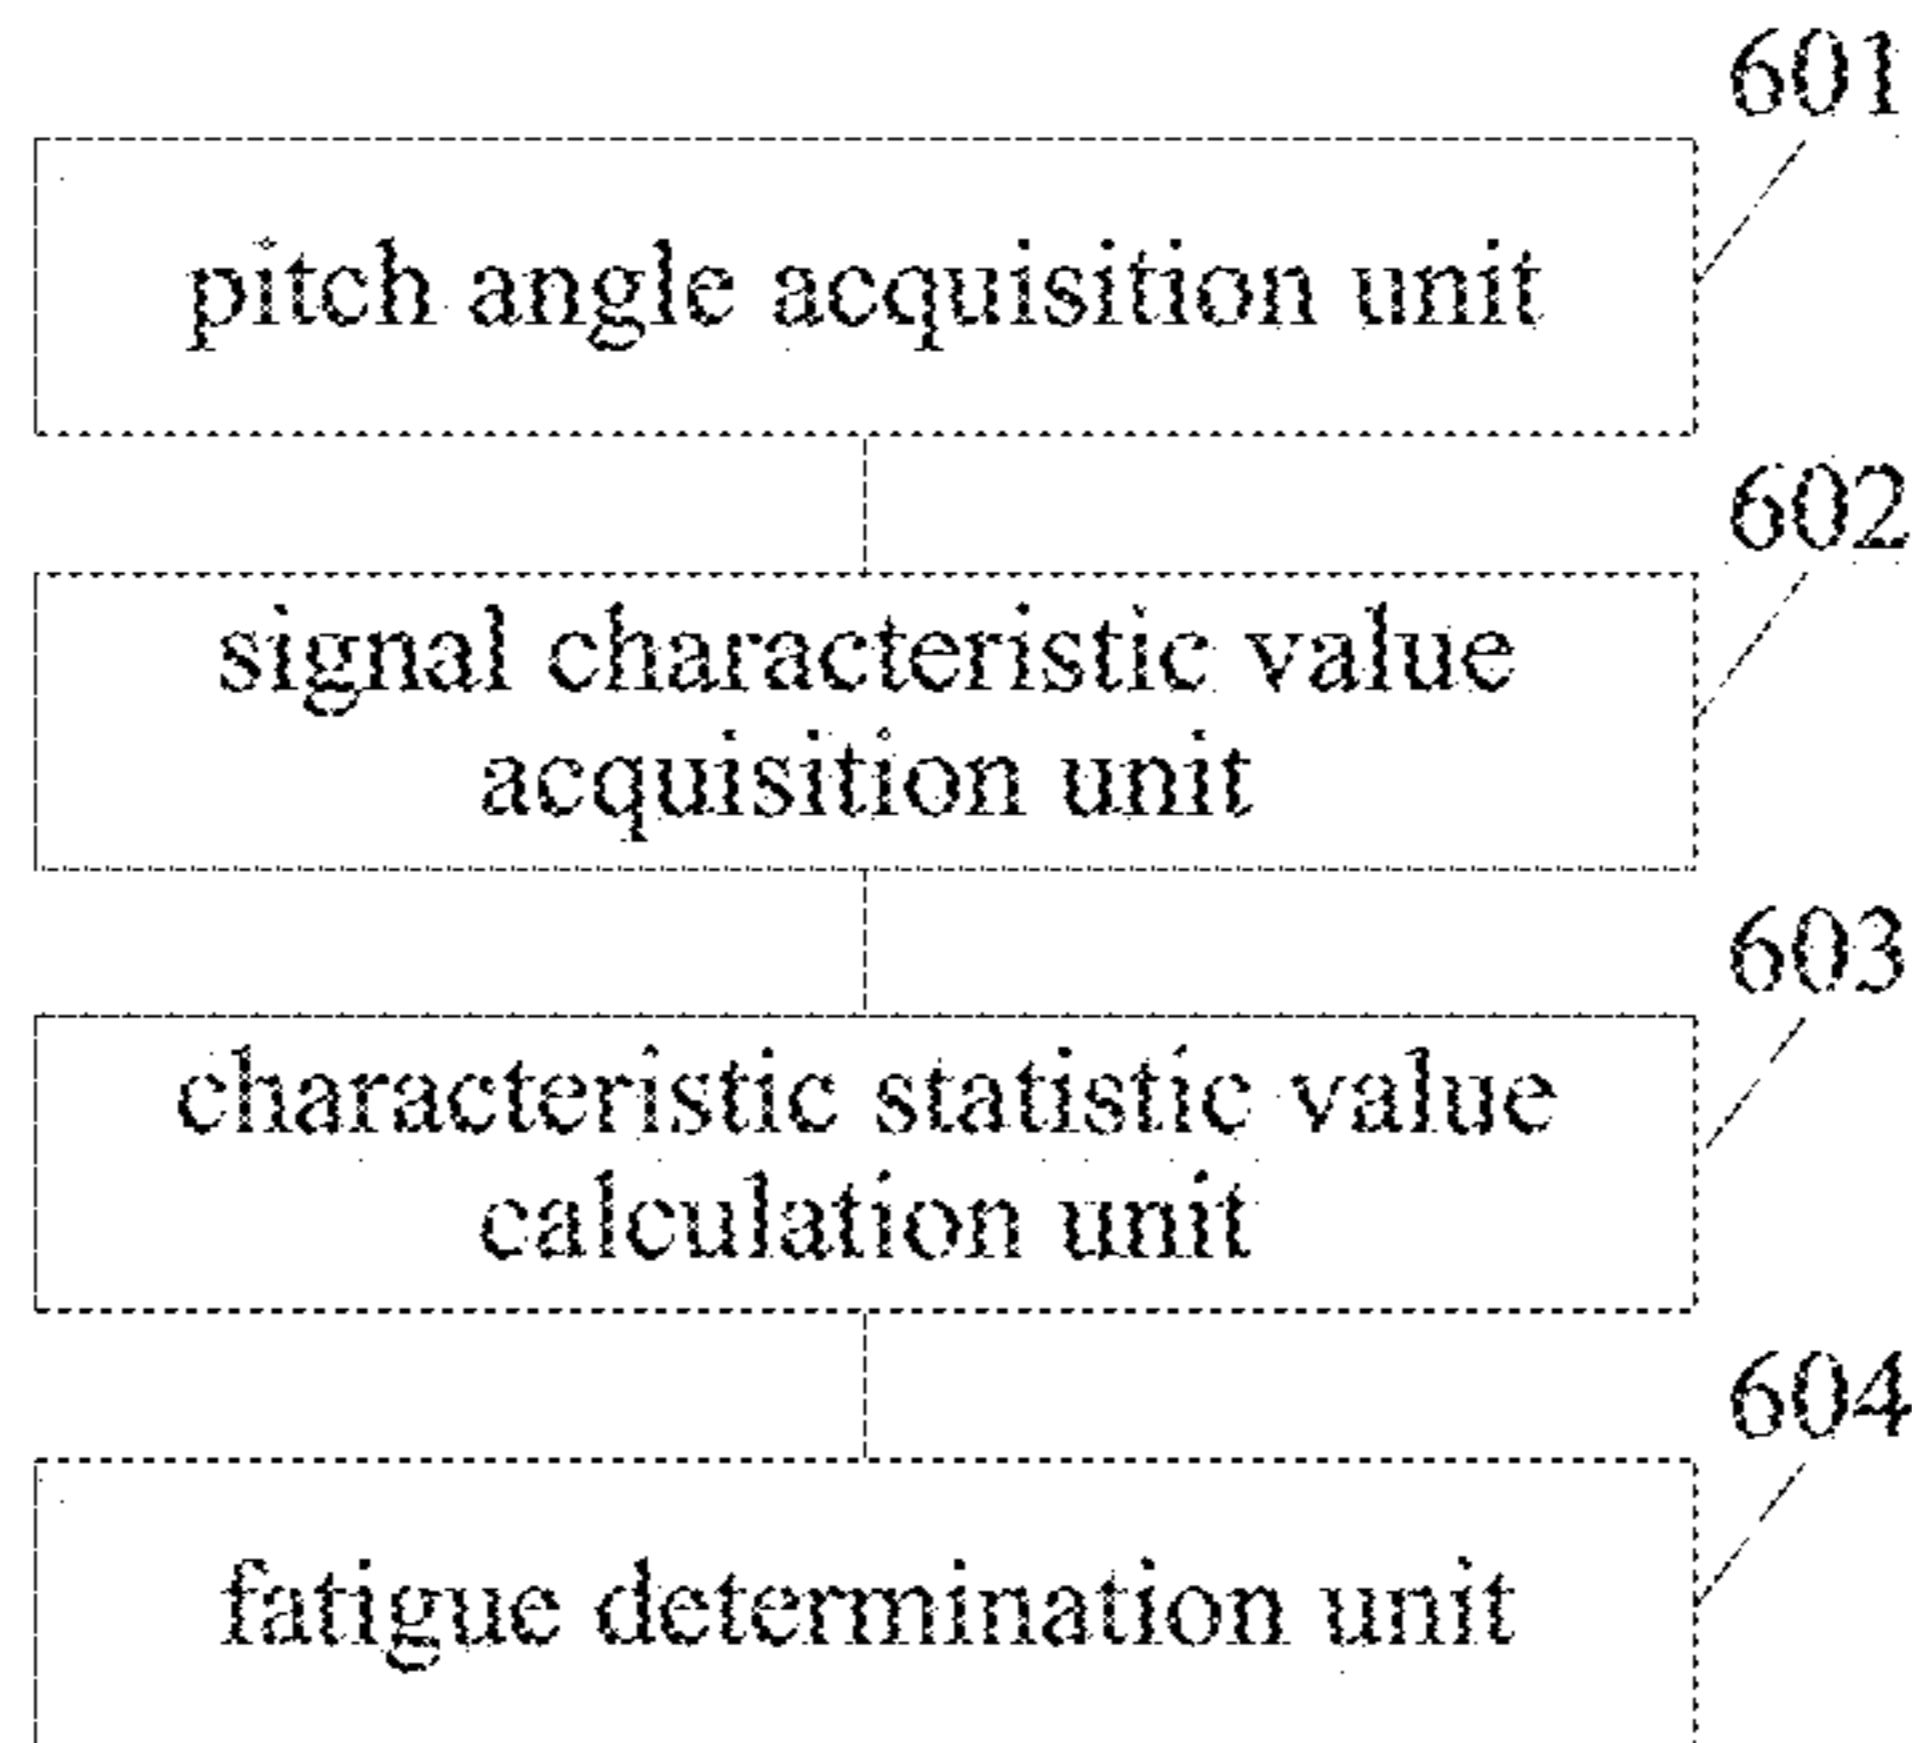 601
pitch angle acquisition unit
602
signal characteristic value
acquisition unit
603
characteristic statistic value
calculation unit
604
fatigue determination unit